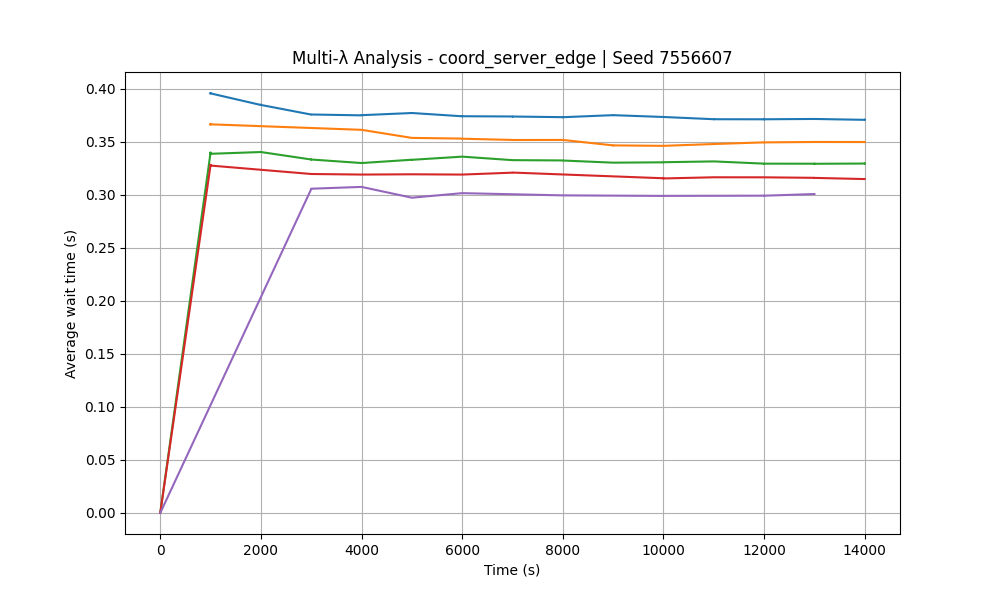 Multi-λ Analysis - coord_server_edge | Seed 7556607
Average wait time (s)
0.40
0.35
0.30
0.25
0.20
0.15
0.10
0.05
0.00
0 2000 4000 6000 8000 10000 12000 14000
Time (s)